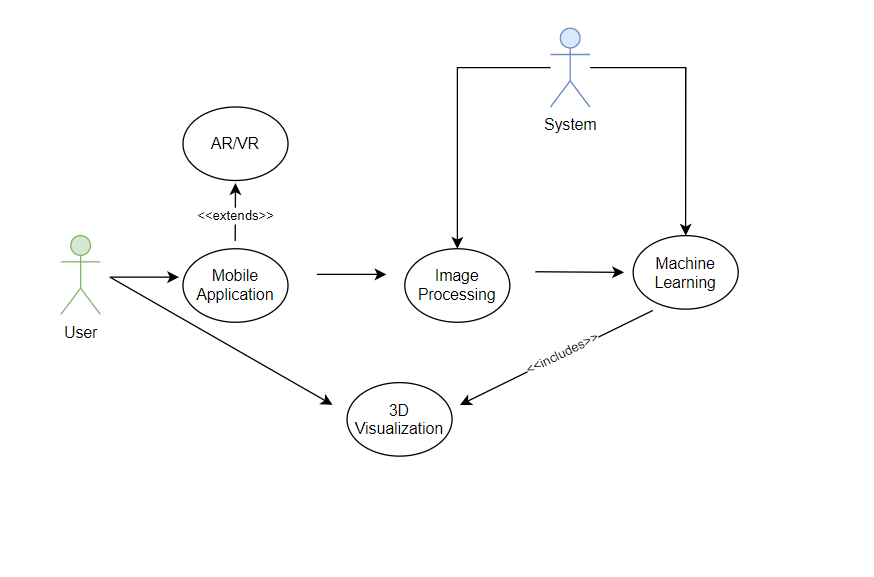 System
AR/VR
<<extends>>
User
Mobile
Application
Image
Processing
Machine
Learning
<<includes>>
3D
Visualization